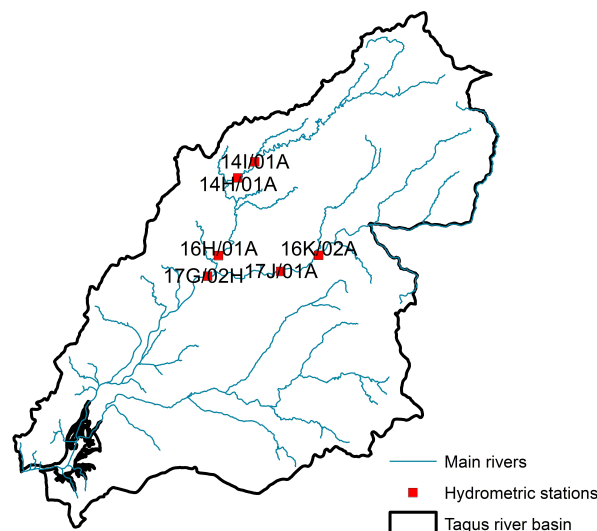 14I/01A
14H/01A
16H/01A
16K/02A
17G/02H
17J/01A
Main rivers
Hydrometric stations
Tagus river basin